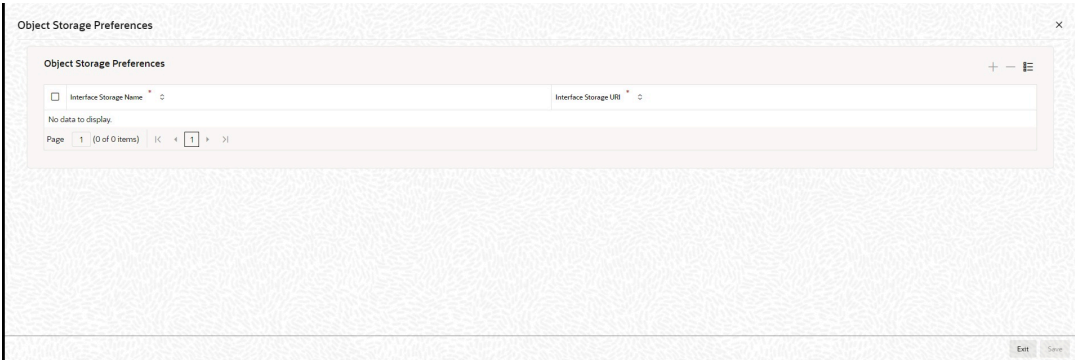 Object Storage Preferences
Object Storage Preferences
Interface Storage Name * Interface Storage URI *
No data to display.
Page 1 (0 of 0 items) 1
Exit Save